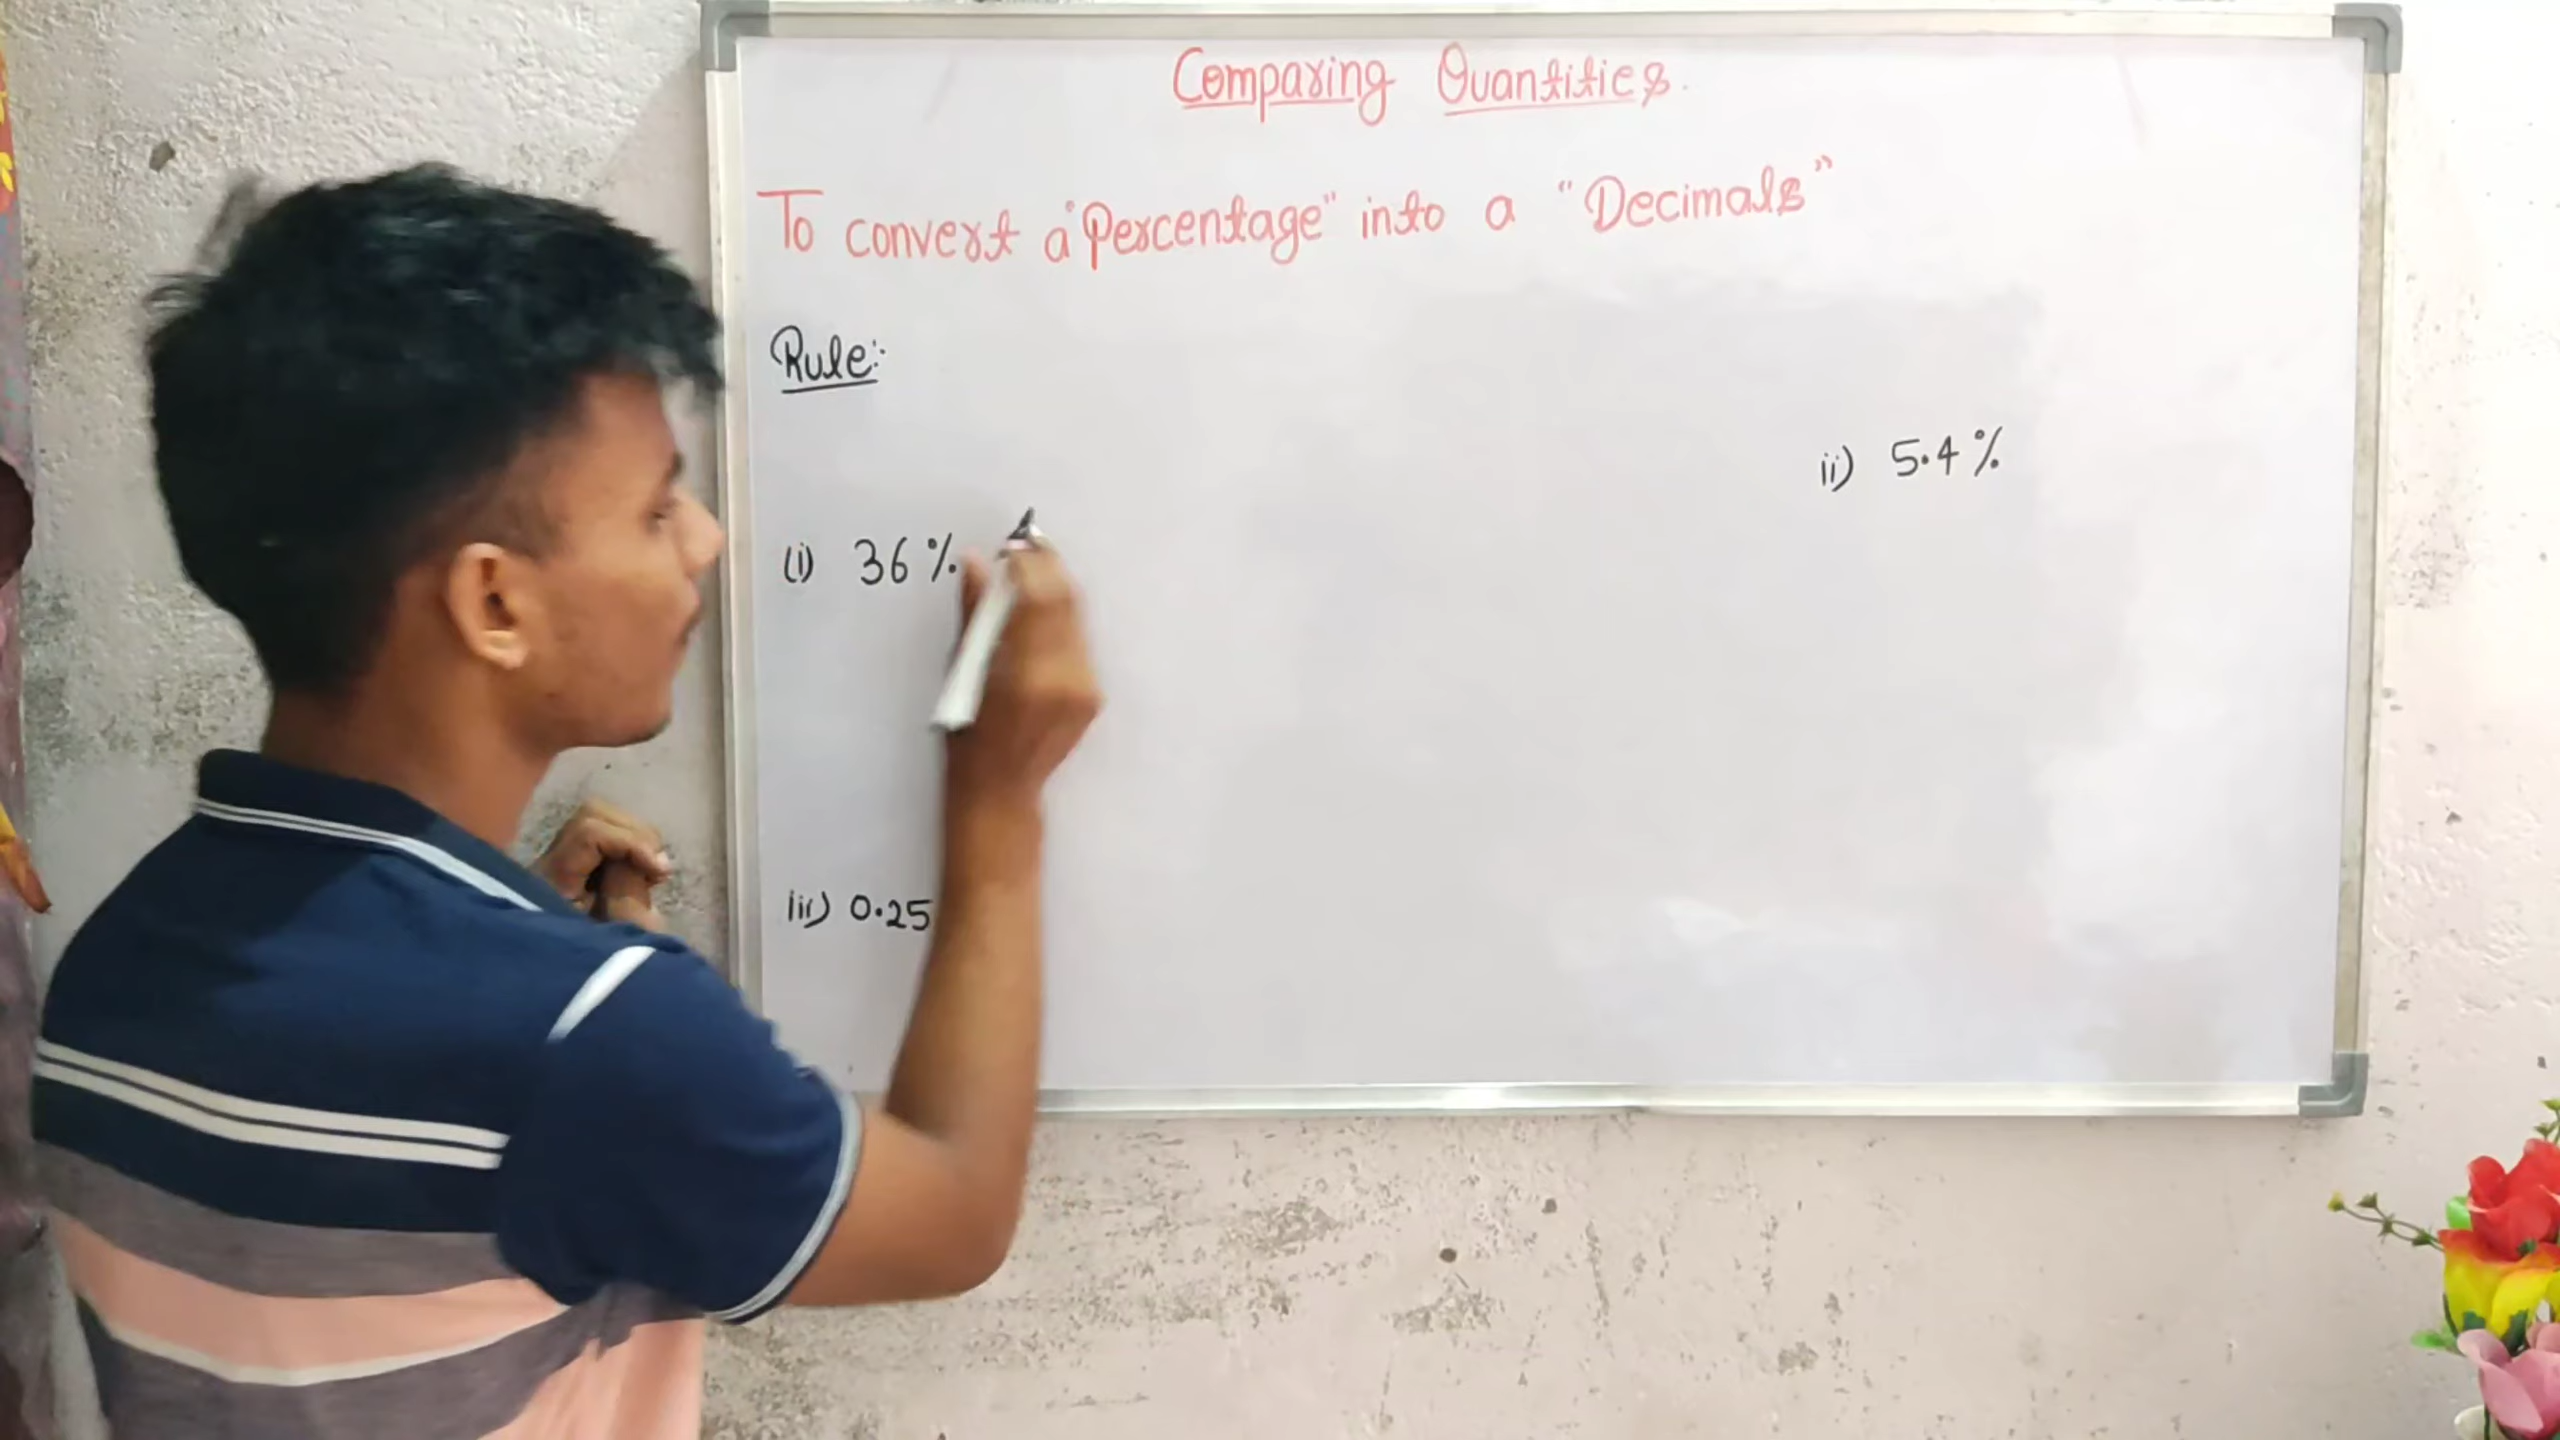 Comparing Quantities.
To convert a "Percentage" into a "Decimals"
Rule:
ii) 5.4%
(i) 36%
iii) 0.25